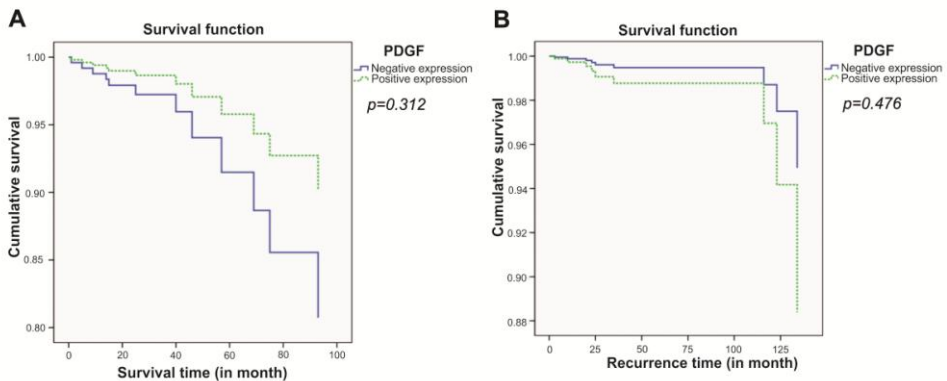 A
Survival function
PDGF
Negative expression
Positive expression
p=0.312
Cumulative survival
1.00
0.95
0.90
0.85
0.80
0 20 40 60 80 100
Survival time (in month)
B
Survival function
PDGF
Negative expression
Positive expression
p=0.476
Cumulative survival
1.00
0.98
0.96
0.94
0.92
0.90
0.88
0 25 50 75 100 125
Recurrence time (in month)